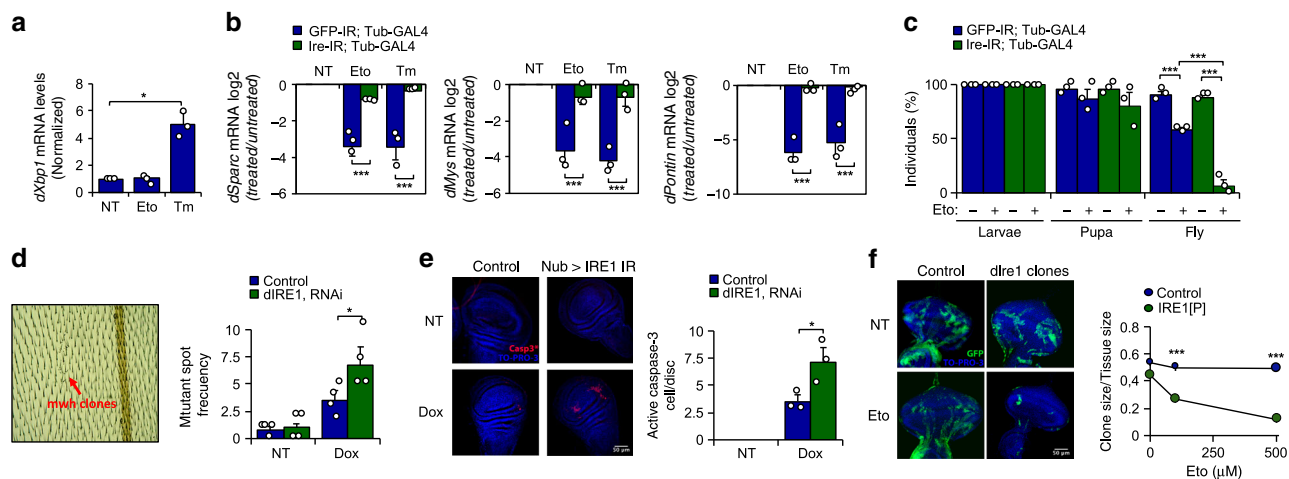 a
dXbp1 mRNA levels
(Normalized)
8
6
4
2
0
*
NT Eto Tm
b
GFP-IR; Tub-GAL4
Ire-IR; Tub-GAL4
dSparc mRNA log2
(treated/untreated)
NT Eto Tm
0
−2
−4
−6
***
***
dMys mRNA log2
(treated/untreated)
NT Eto Tm
0
−2
−4
−6
***
***
dPontin mRNA log2
(treated/untreated)
NT Eto Tm
0
−5
−10
***
***
c
GFP-IR; Tub-GAL4
Ire-IR; Tub-GAL4
Individuals (%)
100
50
0
***
*** ***
Eto: − + − + − + − + − + − +
Larvae Pupa Fly
d
mwh clones
Control
dIRE1, RNAi
Mtutant spot
frecuency
10
7.5
5
2.5
0
*
NT Dox
e
Control Nub > IRE1 IR
NT
Casp3*
TO-PRO-3
Dox
50 µm
Control
dIRE1, RNAi
Active caspase-3
cell/disc
10
7.5
5
2.5
0
*
NT Dox
f
Control dIre1 clones
NT
GFP
TO-PRO-3
Eto
50 µm
Control
IRE1[P]
Clone size/Tissue size
0.8
0.6
0.4
0.2
0
*** ***
0 250 500
Eto (µM)